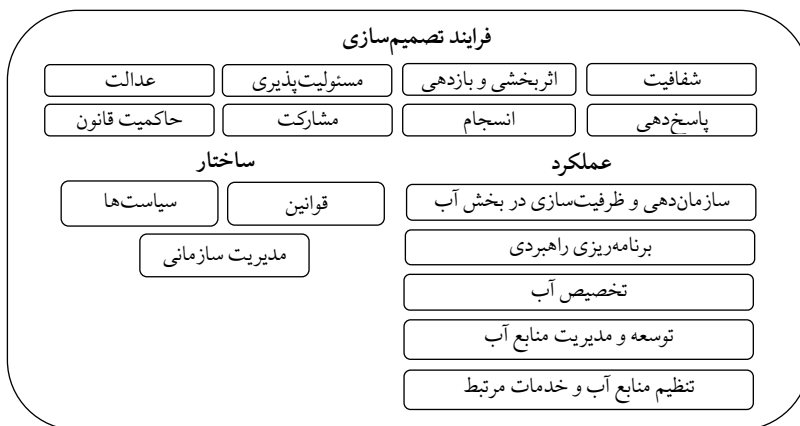 فرایند تصمیم‌سازی
شفافیت
اثربخشی و بازدهی
مسئولیت‌پذیری
عدالت
پاسخ‌دهی
انسجام
مشارکت
حاکمیت قانون
عملکرد
سازمان‌دهی و ظرفیت‌سازی در بخش آب
برنامه‌ریزی راهبردی
تخصیص آب
توسعه و مدیریت منابع آب
تنظیم منابع آب و خدمات مرتبط
ساختار
قوانین
سیاست‌ها
مدیریت سازمانی